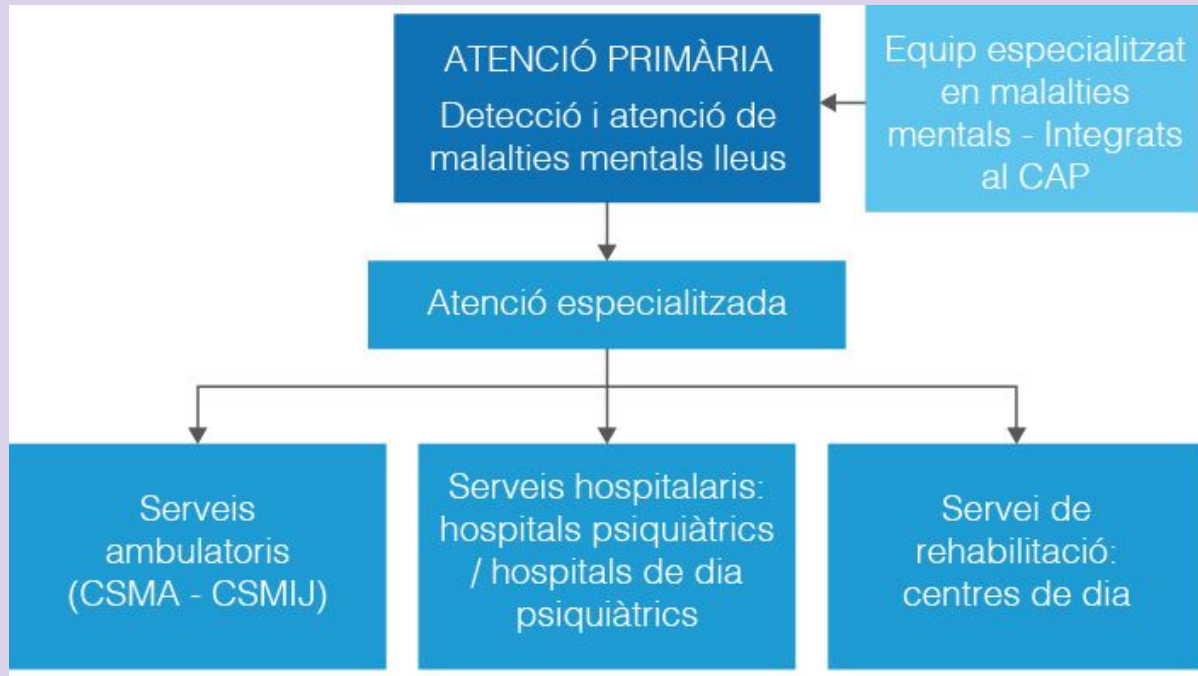 ATENCIÓ PRIMÀRIA
Detecció i atenció de
malalties mentals lleus
Equip especialitzat
en malalties
mentals - Integrats
al CAP
Atenció especialitzada
Serveis
ambulatoris
(CSMA - CSMIJ)
Serveis hospitalaris:
hospitals psiquiàtrics
/ hospitals de dia
psiquiàtrics
Servei de
rehabilitació:
centres de dia